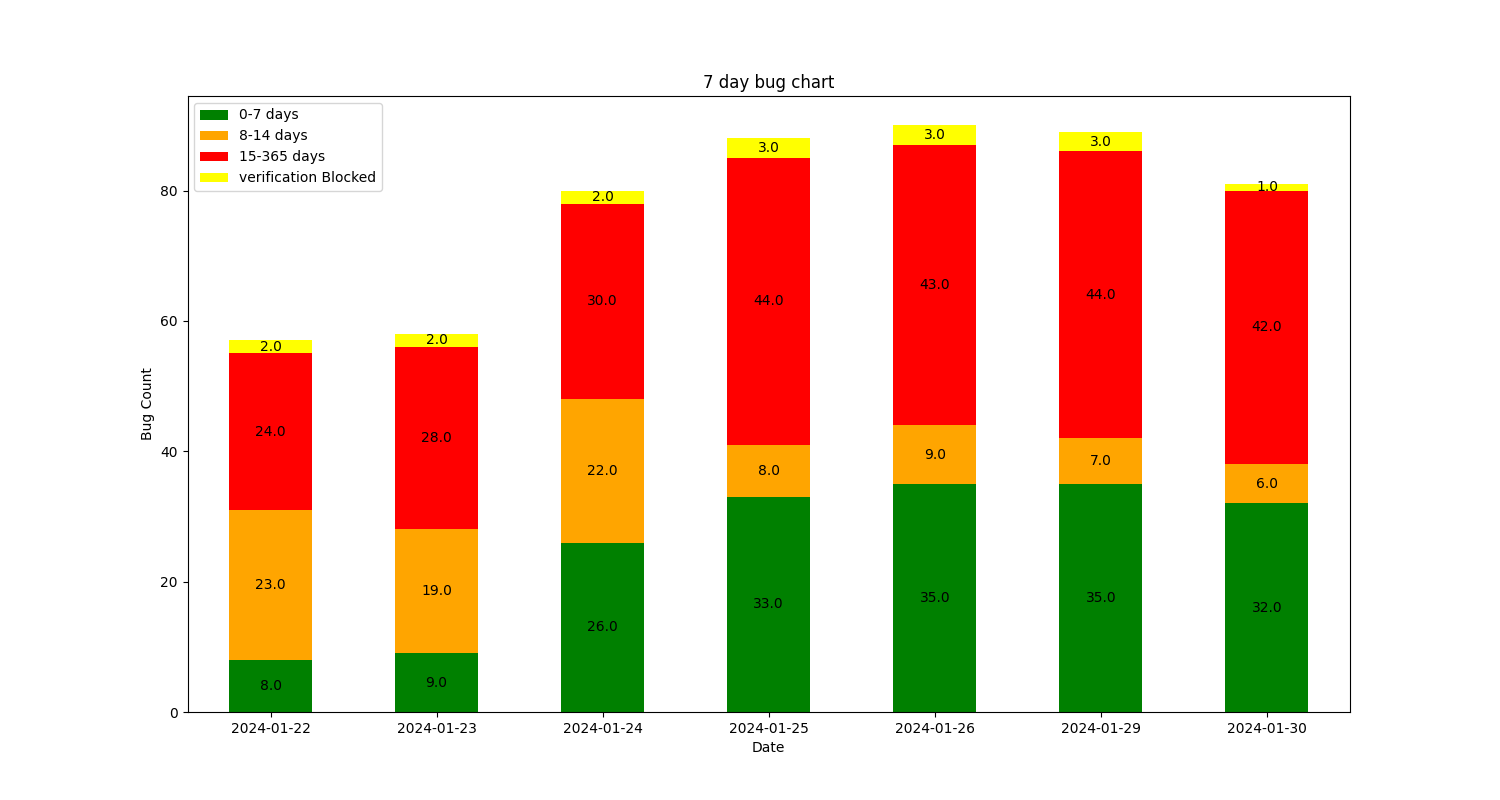 7 day bug chart
0-7 days
8-14 days
15-365 days
verification Blocked
Bug Count
80
60
40
20
0
2.0 2.0 2.0 3.0 3.0 3.0 1.0
24.0 28.0 30.0 44.0 43.0 44.0 42.0
23.0 19.0 22.0 8.0 9.0 7.0 6.0
8.0 9.0 26.0 33.0 35.0 35.0 32.0
2024-01-22 2024-01-23 2024-01-24 2024-01-25 2024-01-26 2024-01-29 2024-01-30
Date